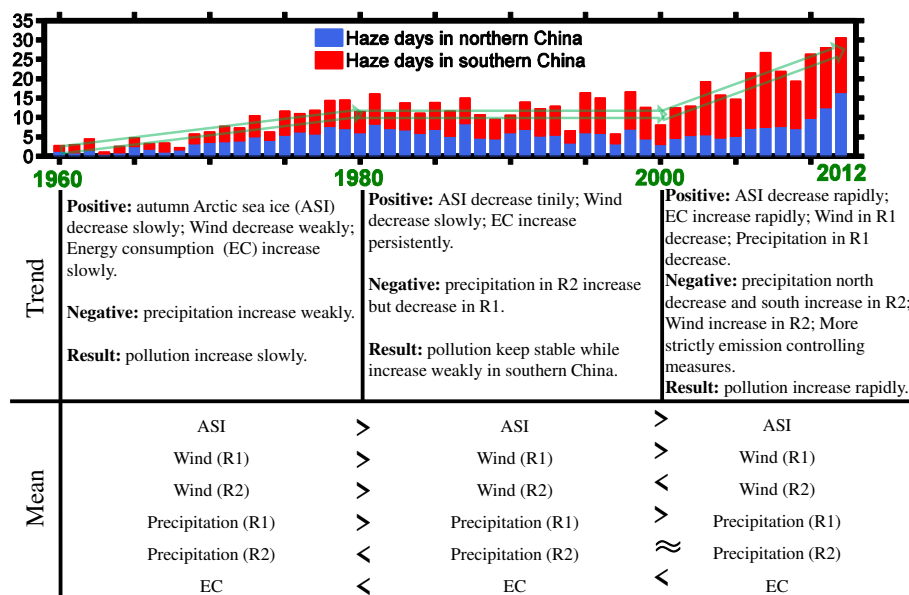 35
30
25
20
15
10
5
0
Haze days in northern China
Haze days in southern China
1960
1980
2000
2012
Trend
Positive: autumn Arctic sea ice (ASI)
decrease slowly; Wind decrease weakly;
Energy consumption (EC) increase
slowly.
Negative: precipitation increase weakly.
Result: pollution increase slowly.
Positive: ASI decrease tinily; Wind
decrease slowly; EC increase
persistently.
Negative: precipitation in R2 increase
but decrease in R1.
Result: pollution keep stable while
increase weakly in southern China.
Positive: ASI decrease rapidly;
EC increase rapidly; Wind in R1
decrease; Precipitation in R1
decrease.
Negative: precipitation north
decrease and south increase in R2;
Wind increase in R2; More
strictly emission controlling
measures.
Result: pollution increase rapidly.
Mean
ASI > ASI > ASI
Wind (R1) > Wind (R1) > Wind (R1)
Wind (R2) > Wind (R2) < Wind (R2)
Precipitation (R1) > Precipitation (R1) > Precipitation (R1)
Precipitation (R2) < Precipitation (R2) ≈ Precipitation (R2)
EC < EC < EC